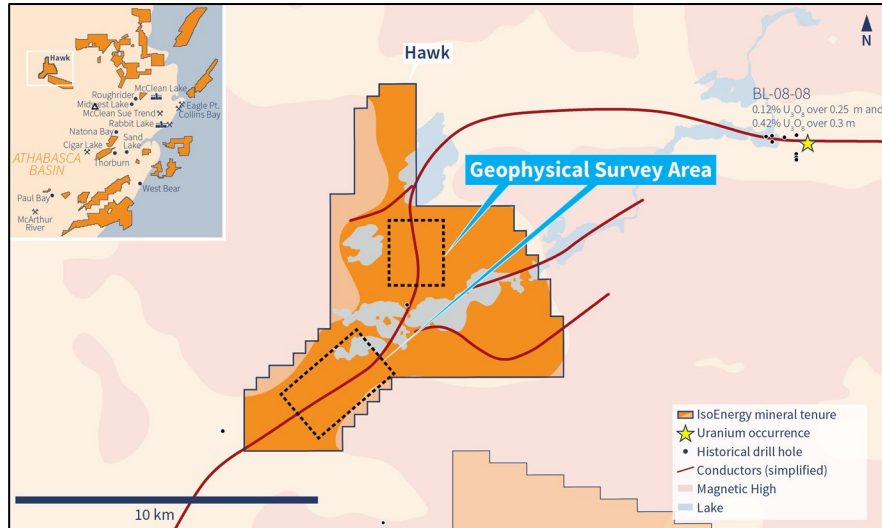 Hawk
N
Hawk
McClean Lake
Roughrider
Midwest Lake
McClean Sue Trend
Eagle Pt.
Collins Bay
Rabbit Lake
Natona Bay
Sand
Lake
Cigar Lake
Thorburn
ATHABASCA
BASIN
West Bear
Paul Bay
McArthur
River
BL-08-08
0.12% U₃O₈ over 0.25 m and
0.42% U₃O₈ over 0.3 m
Geophysical Survey Area
IsoEnergy mineral tenure
Uranium occurrence
Historical drill hole
Conductors (simplified)
Magnetic High
Lake
10 km